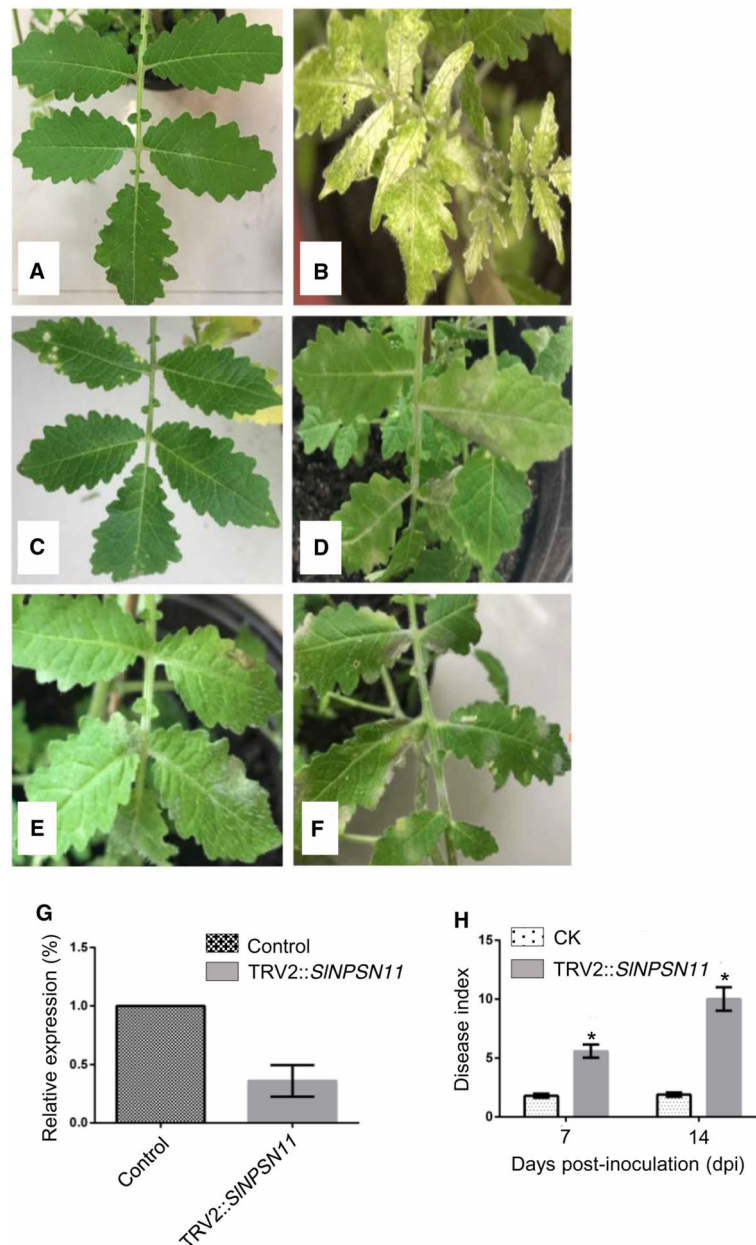 A
B
C
D
E
F
G
Control
TRV2::SlNPSN11
Relative expression (%)
1.5
1.0
0.5
0.0
Control
TRV2::SlNPSN11
H
CK
TRV2::SlNPSN11
Disease index
15
10
5
0
*
*
7
14
Days post-inoculation (dpi)